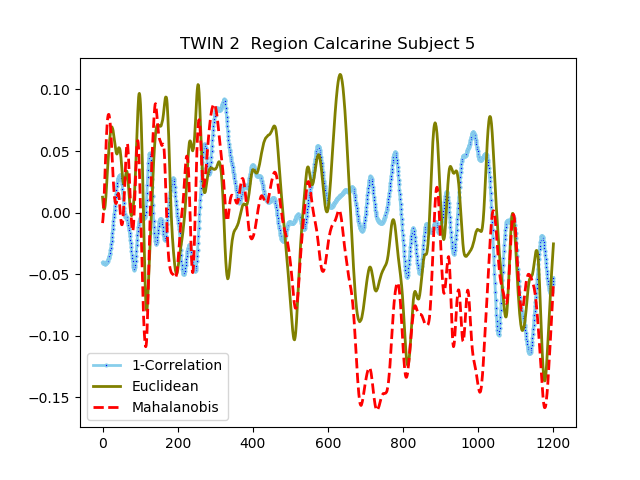 TWIN 2  Region Calcarine Subject 5
0.10
0.05
0.00
−0.05
−0.10
−0.15
1-Correlation
Euclidean
Mahalanobis
0 200 400 600 800 1000 1200